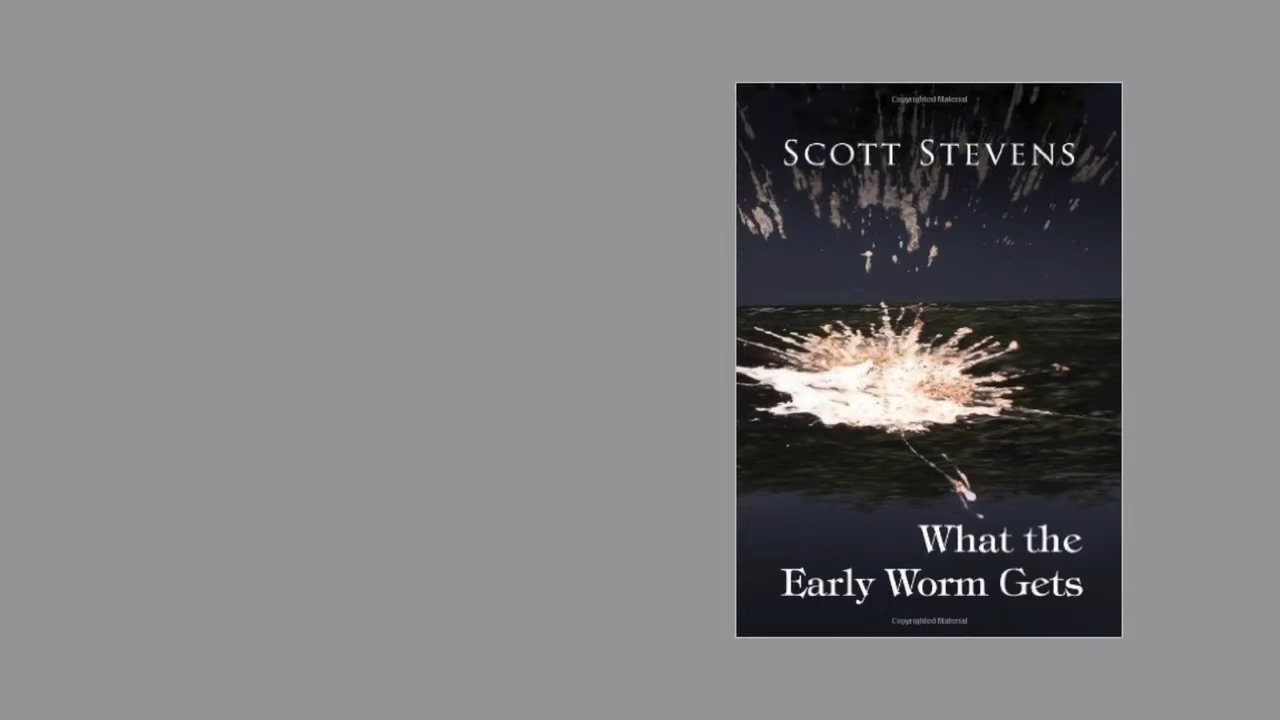 Copyrighted Material
SCOTT STEVENS
What the
Early Worm Gets
Copyrighted Material